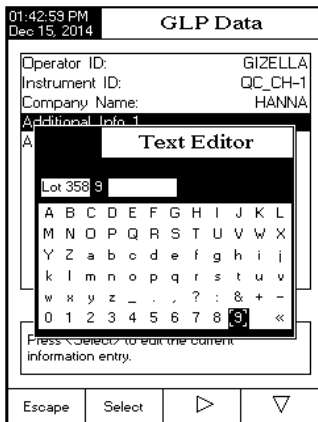 01:42:59 PM
Dec 15, 2014
GLP Data
Operator ID: GIZELLA
Instrument ID: QC_CH-1
Company Name: HANNA
Additional Info 1
A
Text Editor
Lot 358 9
A B C D E F G H I J K L
M N O P Q R S T U V W X
Y Z a b c d e f g h i j
k l m n o p q r s t u v
w x y z _ . , ? : & + -
0 1 2 3 4 5 6 7 8 9 «
Press <Select> to edit the current
information entry.
Escape Select